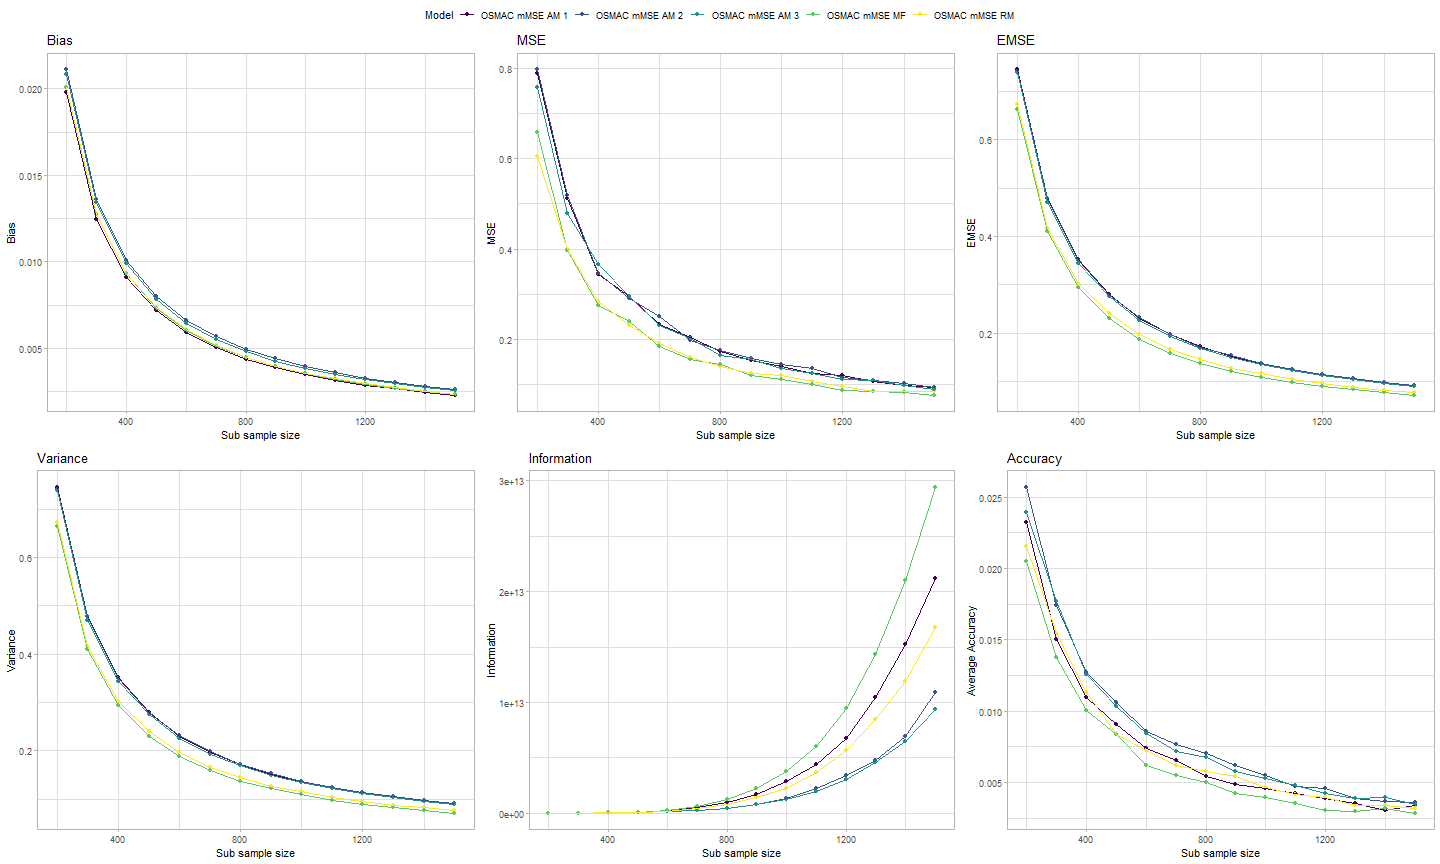 Model OSMAC mMSE AM 1 OSMAC mMSE AM 2 OSMAC mMSE AM 3 OSMAC mMSE MF OSMAC mMSE RM
Bias
0.020
0.015
0.010
0.005
Bias
400 800 1200
Sub sample size
MSE
0.8
0.6
0.4
0.2
MSE
400 800 1200
Sub sample size
EMSE
0.6
0.4
0.2
EMSE
400 800 1200
Sub sample size
Variance
0.6
0.4
0.2
Variance
400 800 1200
Sub sample size
Information
3e+13
2e+13
1e+13
0e+00
Information
400 800 1200
Sub sample size
Accuracy
0.025
0.020
0.015
0.010
0.005
Average Accuracy
400 800 1200
Sub sample size